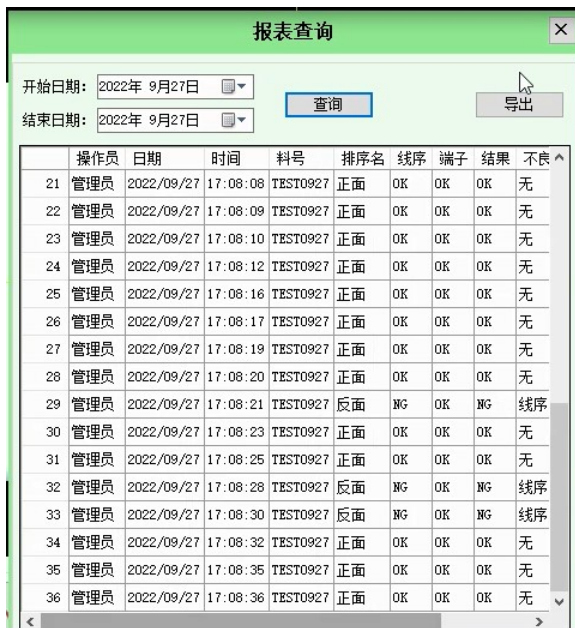 报表查询
开始日期: 2022年 9月27日
查询
导出
结束日期: 2022年 9月27日
操作员 日期 时间 料号 排序名 线序 端子 结果 不良
21 管理员 2022/09/27 17:08:08 TEST0927 正面 OK OK OK 无
22 管理员 2022/09/27 17:08:09 TEST0927 正面 OK OK OK 无
23 管理员 2022/09/27 17:08:10 TEST0927 正面 OK OK OK 无
24 管理员 2022/09/27 17:08:12 TEST0927 正面 OK OK OK 无
25 管理员 2022/09/27 17:08:16 TEST0927 正面 OK OK OK 无
26 管理员 2022/09/27 17:08:17 TEST0927 正面 OK OK OK 无
27 管理员 2022/09/27 17:08:19 TEST0927 正面 OK OK OK 无
28 管理员 2022/09/27 17:08:20 TEST0927 正面 OK OK OK 无
29 管理员 2022/09/27 17:08:21 TEST0927 反面 NG OK NG 线序
30 管理员 2022/09/27 17:08:23 TEST0927 正面 OK OK OK 无
31 管理员 2022/09/27 17:08:25 TEST0927 正面 OK OK OK 无
32 管理员 2022/09/27 17:08:28 TEST0927 反面 NG OK NG 线序
33 管理员 2022/09/27 17:08:30 TEST0927 反面 NG OK NG 线序
34 管理员 2022/09/27 17:08:32 TEST0927 正面 OK OK OK 无
35 管理员 2022/09/27 17:08:35 TEST0927 正面 OK OK OK 无
36 管理员 2022/09/27 17:08:36 TEST0927 正面 OK OK OK 无